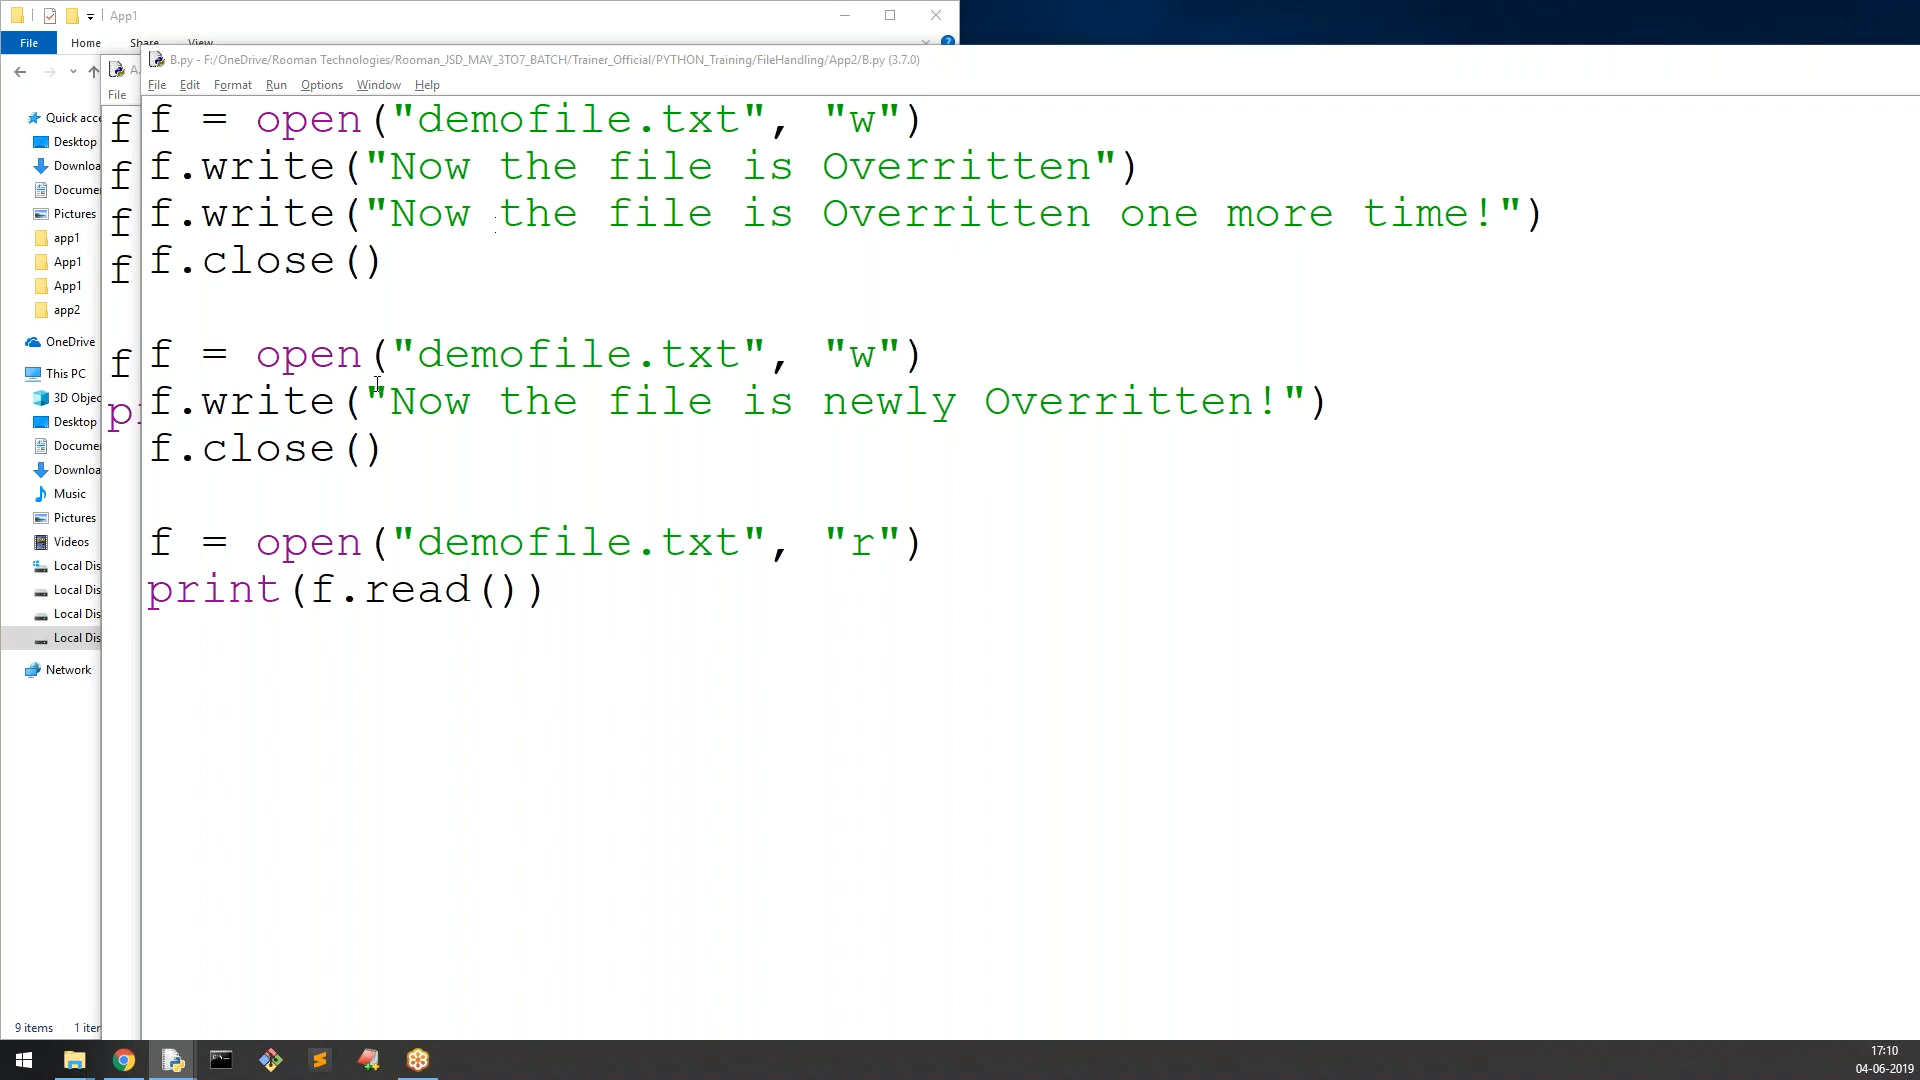 App1
File Home Share View
B.py - F:/OneDrive/Rooman Technologies/Rooman_JSD_MAY_3TO7_BATCH/Trainer_Official/PYTHON_Training/FileHandling/App2/B.py (3.7.0)
File Edit Format Run Options Window Help
A.
File
f
f
f
f
f
pr
f = open("demofile.txt", "w")
f.write("Now the file is Overritten")
f.write("Now the file is Overritten one more time!")
f.close()
f = open("demofile.txt", "w")
f.write("Now the file is newly Overritten!")
f.close()
f = open("demofile.txt", "r")
print(f.read())
Quick acce
Desktop
Downloa
Docume
Pictures
app1
App1
App1
app2
OneDrive
This PC
3D Objec
Desktop
Docume
Downloa
Music
Pictures
Videos
Local Dis
Local Dis
Local Dis
Local Dis
Network
9 items 1 iter
17:10
04-06-2019